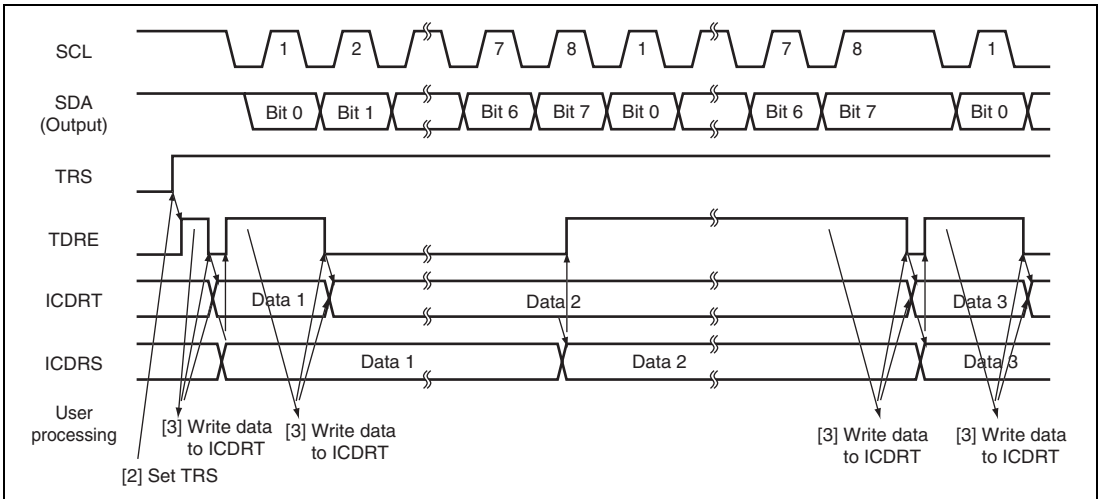 SCL 1 2 7 8 1 7 8 1
SDA
(Output)
Bit 0 Bit 1 Bit 6 Bit 7 Bit 0 Bit 6 Bit 7 Bit 0
TRS
TDRE
ICDRT Data 1 Data 2 Data 3
ICDRS Data 1 Data 2 Data 3
User
processing
[3] Write data
to ICDRT
[3] Write data
to ICDRT
[3] Write data
to ICDRT
[3] Write data
to ICDRT
[2] Set TRS